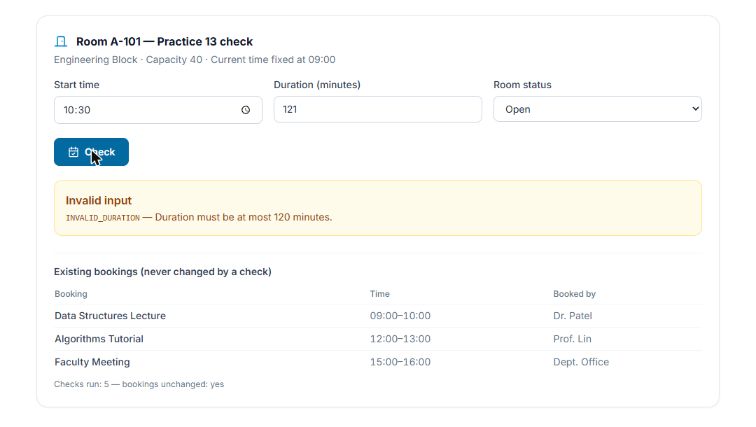 Room A-101 — Practice 13 check
Engineering Block · Capacity 40 · Current time fixed at 09:00
Start time Duration (minutes) Room status
10:30 121 Open
Check
Invalid input
INVALID_DURATION — Duration must be at most 120 minutes.
Existing bookings (never changed by a check)
Booking Time Booked by
Data Structures Lecture 09:00–10:00 Dr. Patel
Algorithms Tutorial 12:00–13:00 Prof. Lin
Faculty Meeting 15:00–16:00 Dept. Office
Checks run: 5 — bookings unchanged: yes